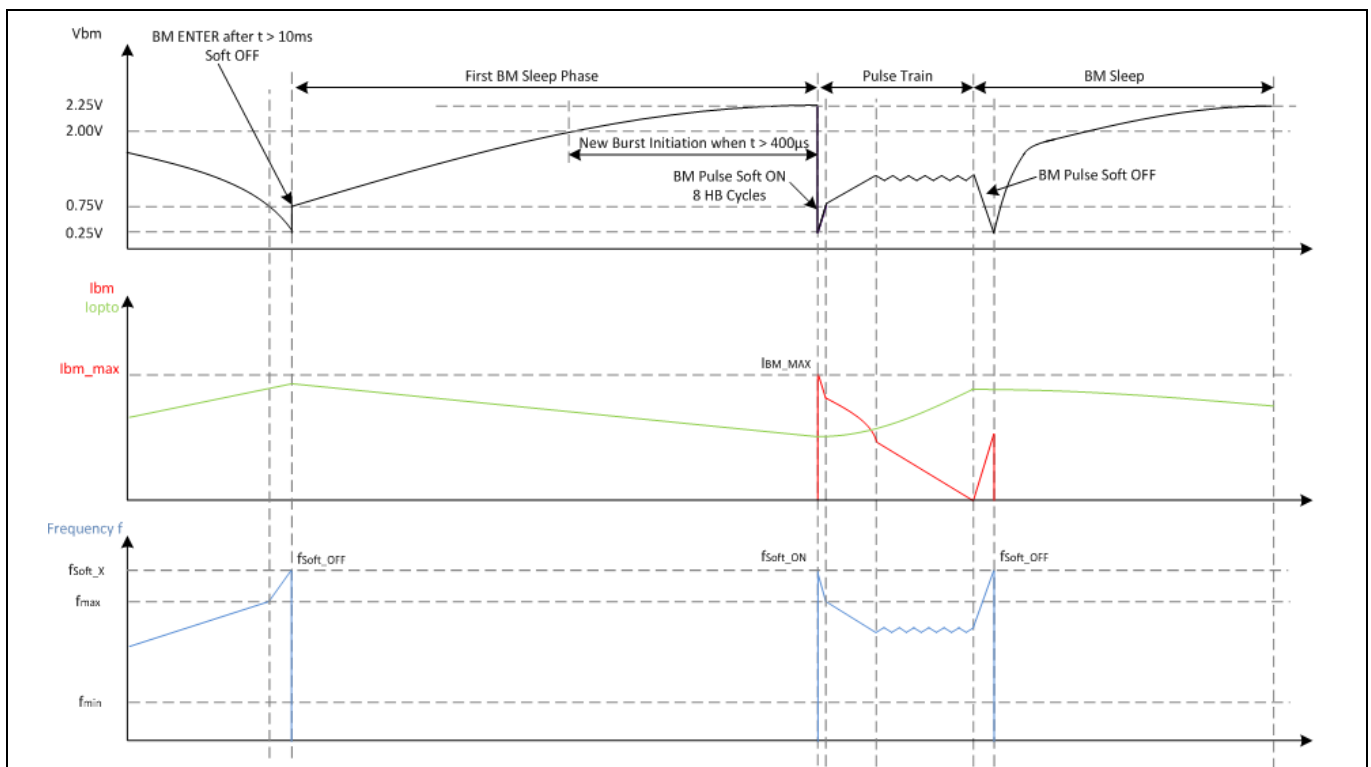 Vbm
BM ENTER after t > 10ms
Soft OFF
First BM Sleep Phase
Pulse Train
BM Sleep
2.25V
2.00V
New Burst Initiation when t > 400µs
BM Pulse Soft ON
8 HB Cycles
BM Pulse Soft OFF
0.75V
0.25V
Ibm
Iopto
Ibm_max
IBM_MAX
Frequency f
fSoft_OFF
fSoft_ON
fSoft_OFF
fSoft_X
fmax
fmin